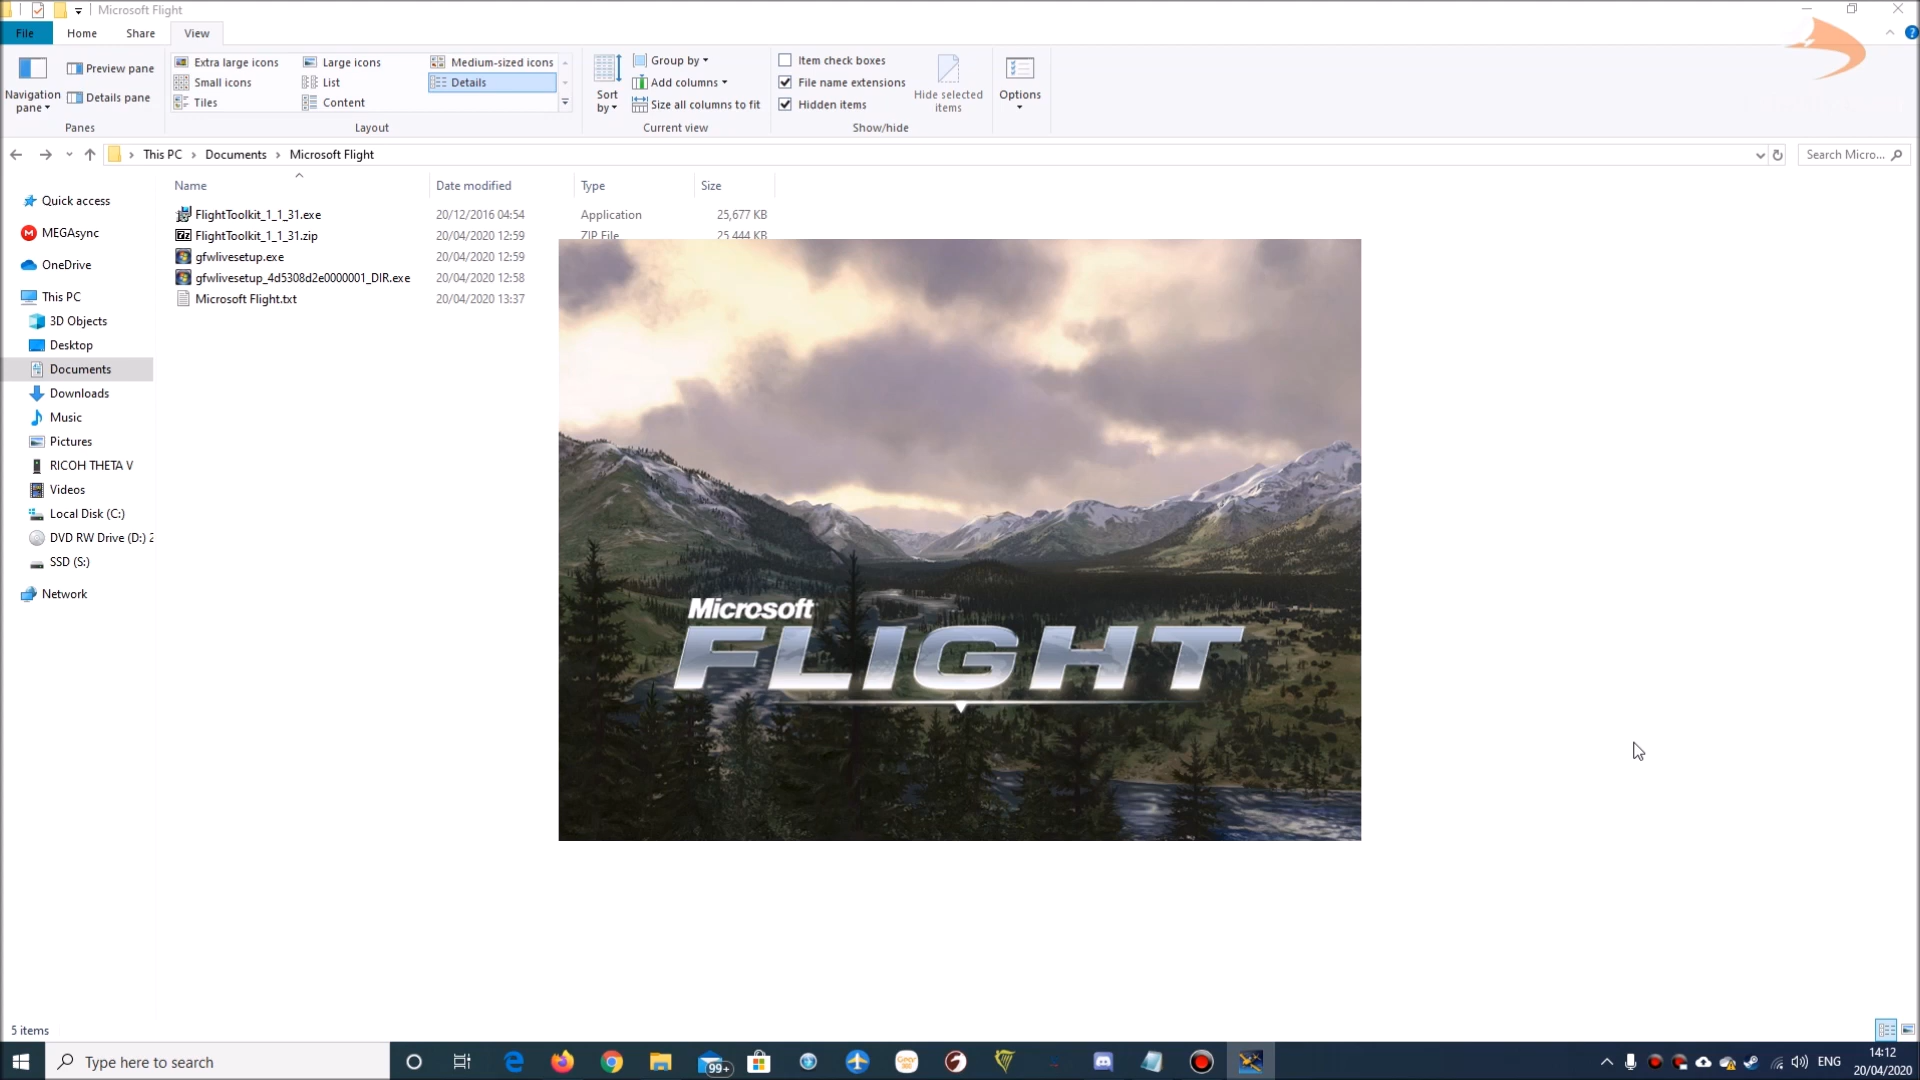 Microsoft Flight
File Home Share View
Navigation pane
Preview pane
Details pane
Panes
Extra large icons Large icons Medium-sized icons
Small icons List Details
Tiles Content
Layout
Sort by
Group by
Add columns
Size all columns to fit
Current view
Item check boxes
File name extensions
Hidden items
Hide selected items
Show/hide
Options
This PC Documents Microsoft Flight
Search Micro...
Name Date modified Type Size
FlightToolkit_1_1_31.exe 20/12/2016 04:54 Application 25,677 KB
FlightToolkit_1_1_31.zip 20/04/2020 12:59 ZIP File 25,444 KB
gfwlivesetup.exe 20/04/2020 12:59
gfwlivesetup_4d5308d2e0000001_DIR.exe 20/04/2020 12:58
Microsoft Flight.txt 20/04/2020 13:37
Quick access
MEGAsync
OneDrive
This PC
3D Objects
Desktop
Documents
Downloads
Music
Pictures
RICOH THETA V
Videos
Local Disk (C:)
DVD RW Drive (D:) 2
SSD (S:)
Network
Microsoft
FLIGHT
5 items
Type here to search
99+
ENG
14:12
20/04/2020